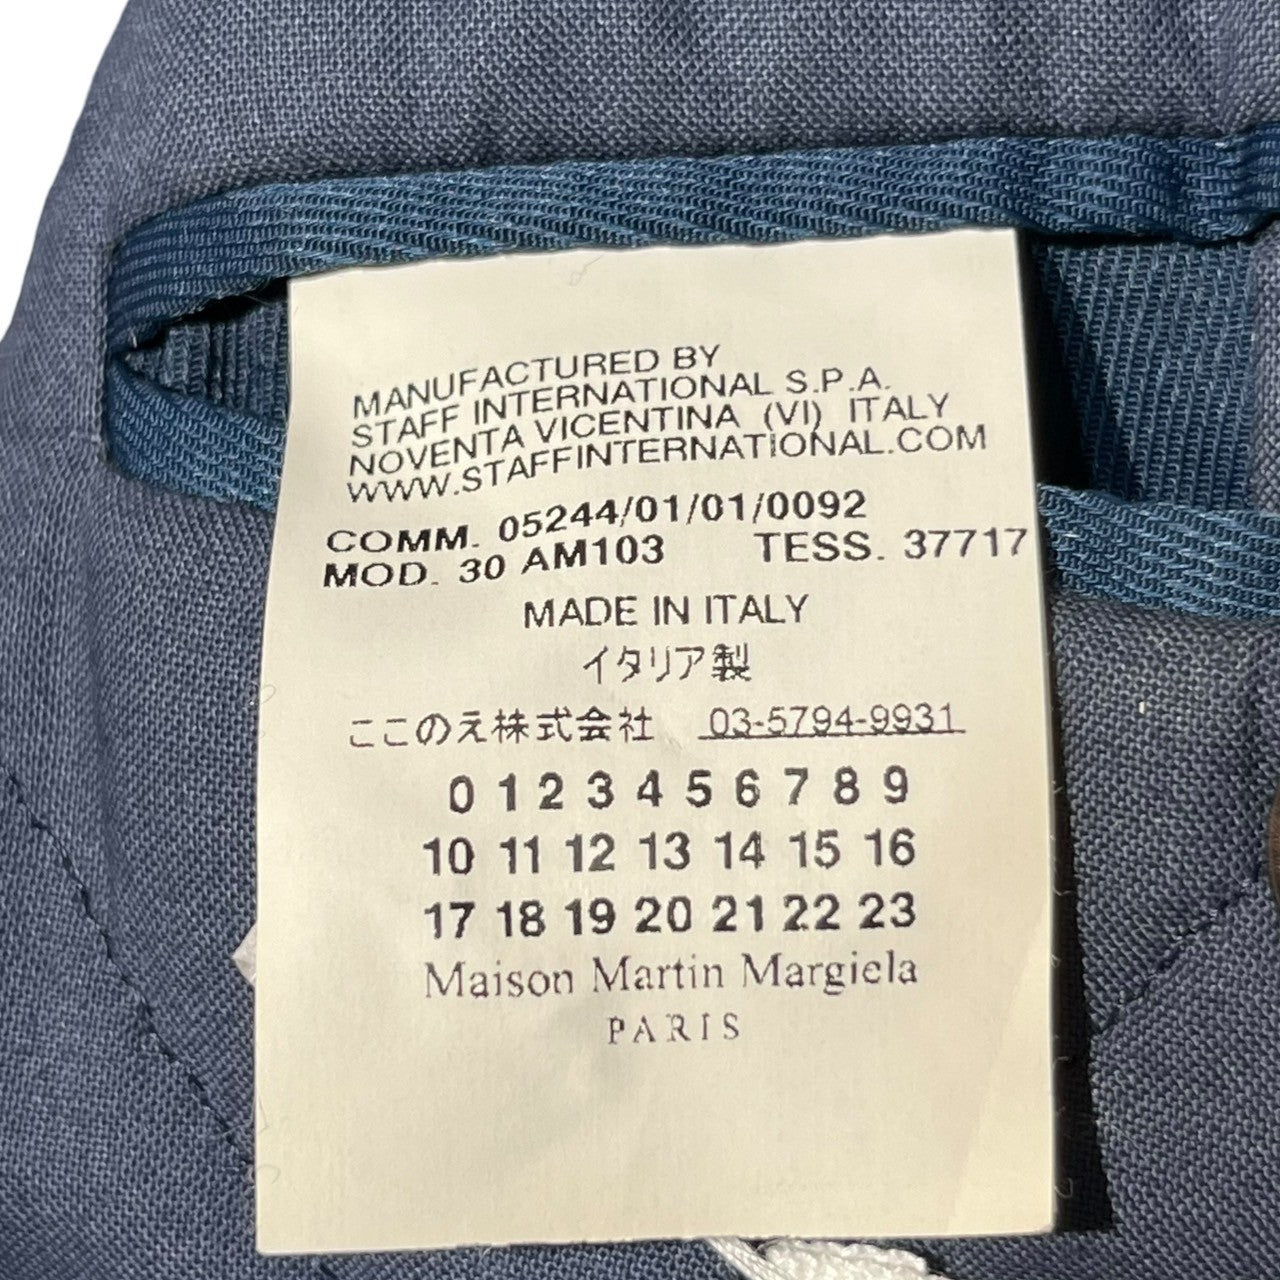 MANUFACTURED BY
STAFF INTERNATIONAL S.P.A.
NOVENTA VICENTINA (VI) ITALY
WWW.STAFFINTERNATIONAL.COM
COMM. 05244/01/01/0092
MOD. 30 AM103 TESS. 37717
MADE IN ITALY
イタリア製
ここのえ株式会社 03-5794-9931
0 1 2 3 4 5 6 7 8 9
10 11 12 13 14 15 16
17 18 19 20 21 22 23
Maison Martin Margiela
PARIS